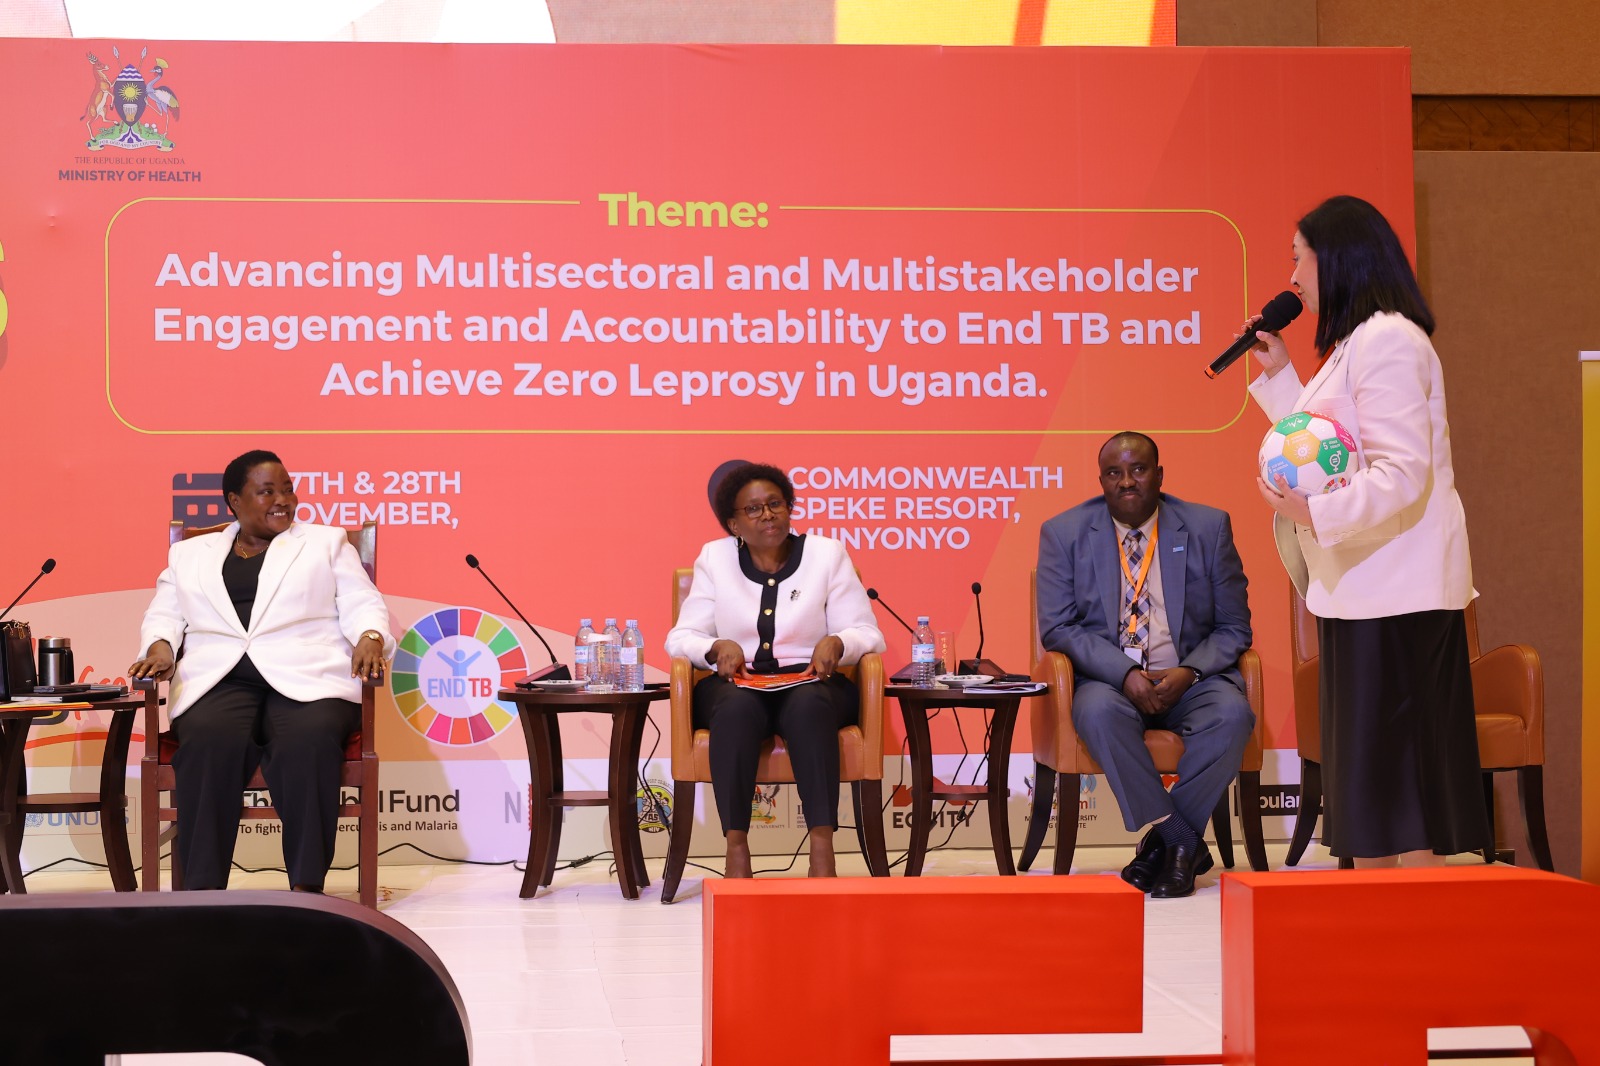 THE REPUBLIC OF UGANDA
MINISTRY OF HEALTH
Theme:
Advancing Multisectoral and Multistakeholder
Engagement and Accountability to End TB and
Achieve Zero Leprosy in Uganda.
7TH & 28TH
OVEMBER,
COMMONWEALTH
SPEKE RESORT,
MUNYONYO
END TB
Fund
To fight
and Malaria
EQUITY
5